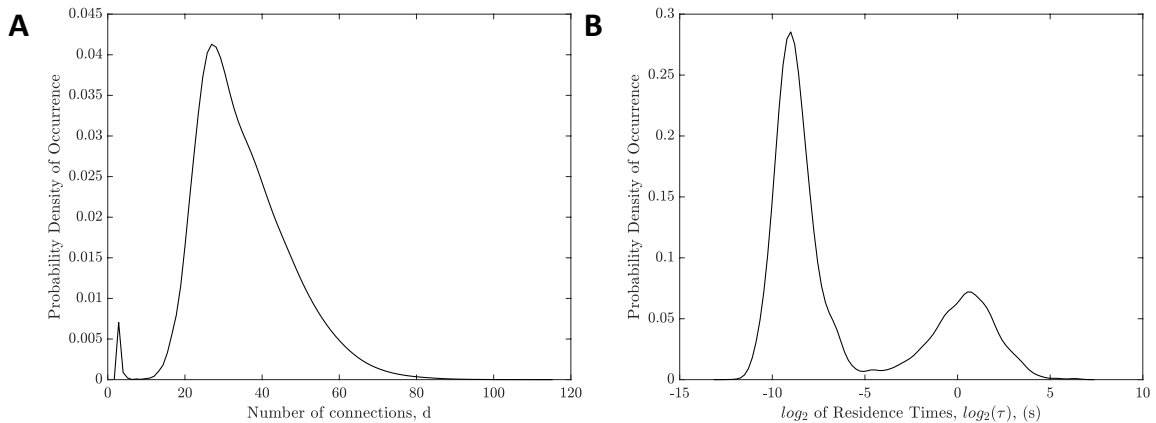 A
Probability Density of Occurrence
0.045
0.04
0.035
0.03
0.025
0.02
0.015
0.01
0.005
0
0 20 40 60 80 100 120
Number of connections, d
B
Probability Density of Occurrence
0.3
0.25
0.2
0.15
0.1
0.05
0
-15 -10 -5 0 5 10
log₂ of Residence Times, log₂(τ), (s)